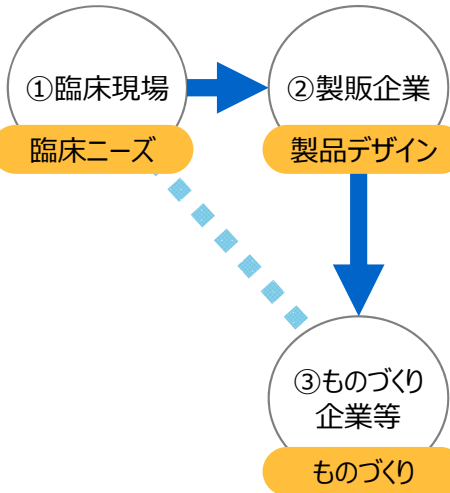 ①臨床現場
臨床ニーズ
②製販企業
製品デザイン
③ものづくり
企業等
ものづくり